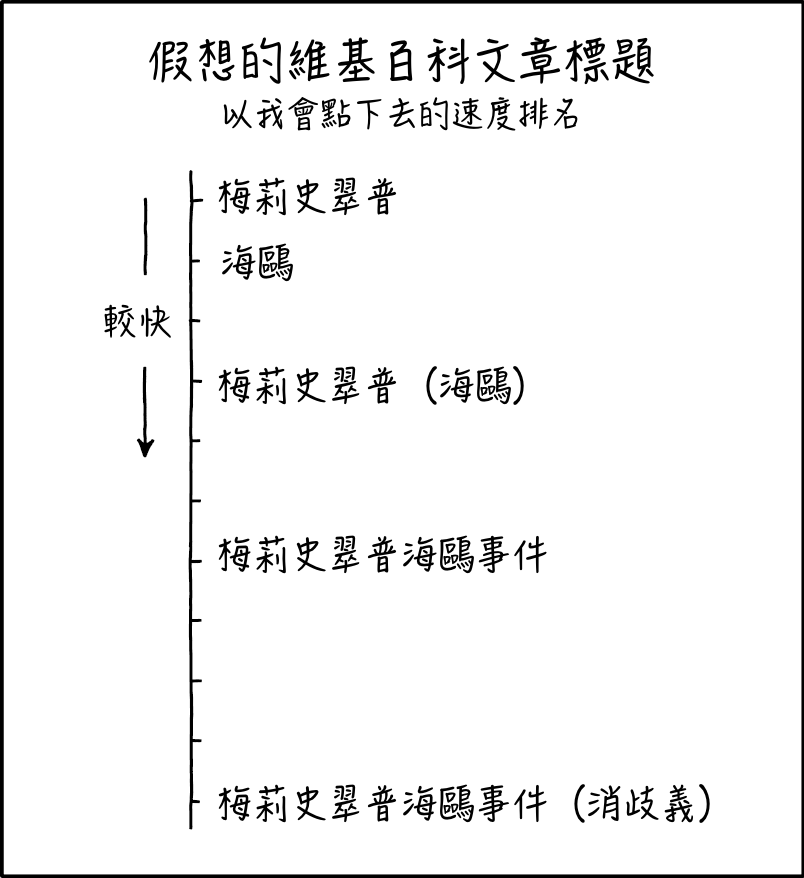 假想的維基百科文章標題
以我會點下去的速度排名
梅莉史翠普
海鷗
較快
梅莉史翠普（海鷗）
梅莉史翠普海鷗事件
梅莉史翠普海鷗事件（消歧義）